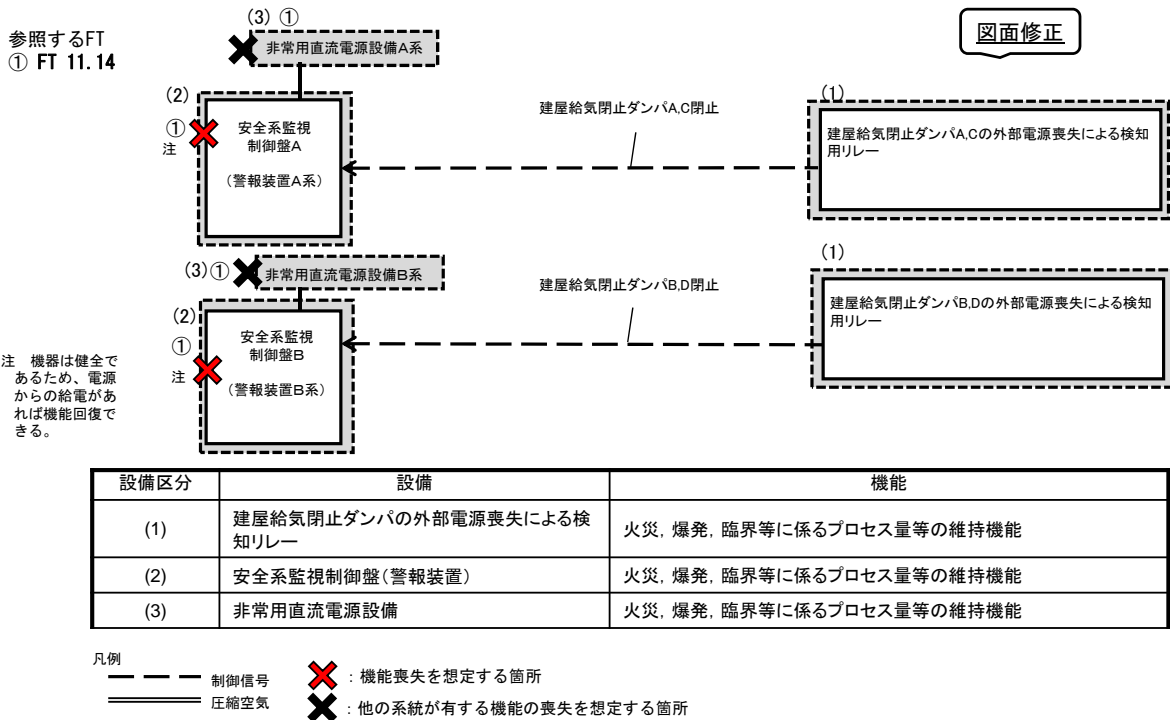 参照するFT
① FT 11.14
図面修正
(3) ①
非常用直流電源設備A系
(2)
①
注
安全系監視
制御盤A
（警報装置A系）
建屋給気閉止ダンパA,C閉止
(1)
建屋給気閉止ダンパA,Cの外部電源喪失による検知
用リレー
(3)①
非常用直流電源設備B系
(2)
①
注
安全系監視
制御盤B
（警報装置B系）
建屋給気閉止ダンパB,D閉止
(1)
建屋給気閉止ダンパB,Dの外部電源喪失による検知
用リレー
注　機器は健全で
あるため、電源
からの給電があ
れば機能回復で
きる。
設備区分 設備 機能
(1) 建屋給気閉止ダンパの外部電源喪失による検
知リレー 火災，爆発，臨界等に係るプロセス量等の維持機能
(2) 安全系監視制御盤（警報装置） 火災，爆発，臨界等に係るプロセス量等の維持機能
(3) 非常用直流電源設備 火災，爆発，臨界等に係るプロセス量等の維持機能
凡例
制御信号
圧縮空気
：機能喪失を想定する箇所
：他の系統が有する機能の喪失を想定する箇所